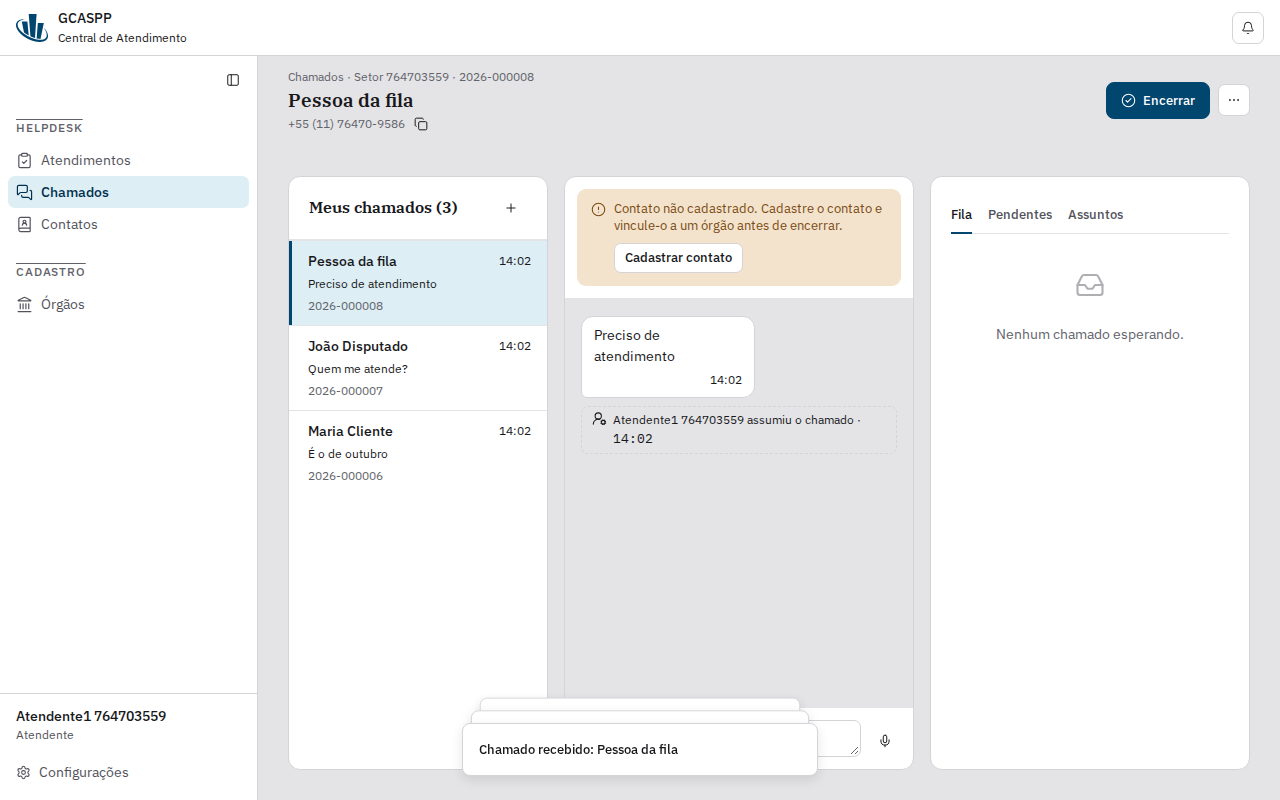 GCASPP
Central de Atendimento
HELPDESK
Atendimentos
Chamados
Contatos
CADASTRO
Órgãos
Atendente1 764703559
Atendente
Configurações
Chamados · Setor 764703559 · 2026-000008
Pessoa da fila
+55 (11) 76470-9586
Encerrar
Meus chamados (3)
Pessoa da fila 14:02
Preciso de atendimento
2026-000008
João Disputado 14:02
Quem me atende?
2026-000007
Maria Cliente 14:02
É o de outubro
2026-000006
Contato não cadastrado. Cadastre o contato e
vincule-o a um órgão antes de encerrar.
Cadastrar contato
Preciso de
atendimento
14:02
Atendente1 764703559 assumiu o chamado ·
14:02
Chamado recebido: Pessoa da fila
Fila Pendentes Assuntos
Nenhum chamado esperando.